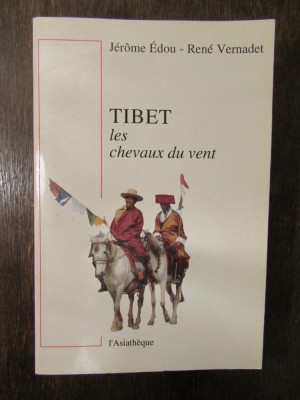 Jérôme Édou - René Vernadet
TIBET
les
chevaux du vent
l'Asiathèque